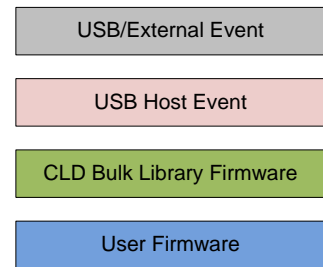 USB/External Event
USB Host Event
CLD Bulk Library Firmware
User Firmware